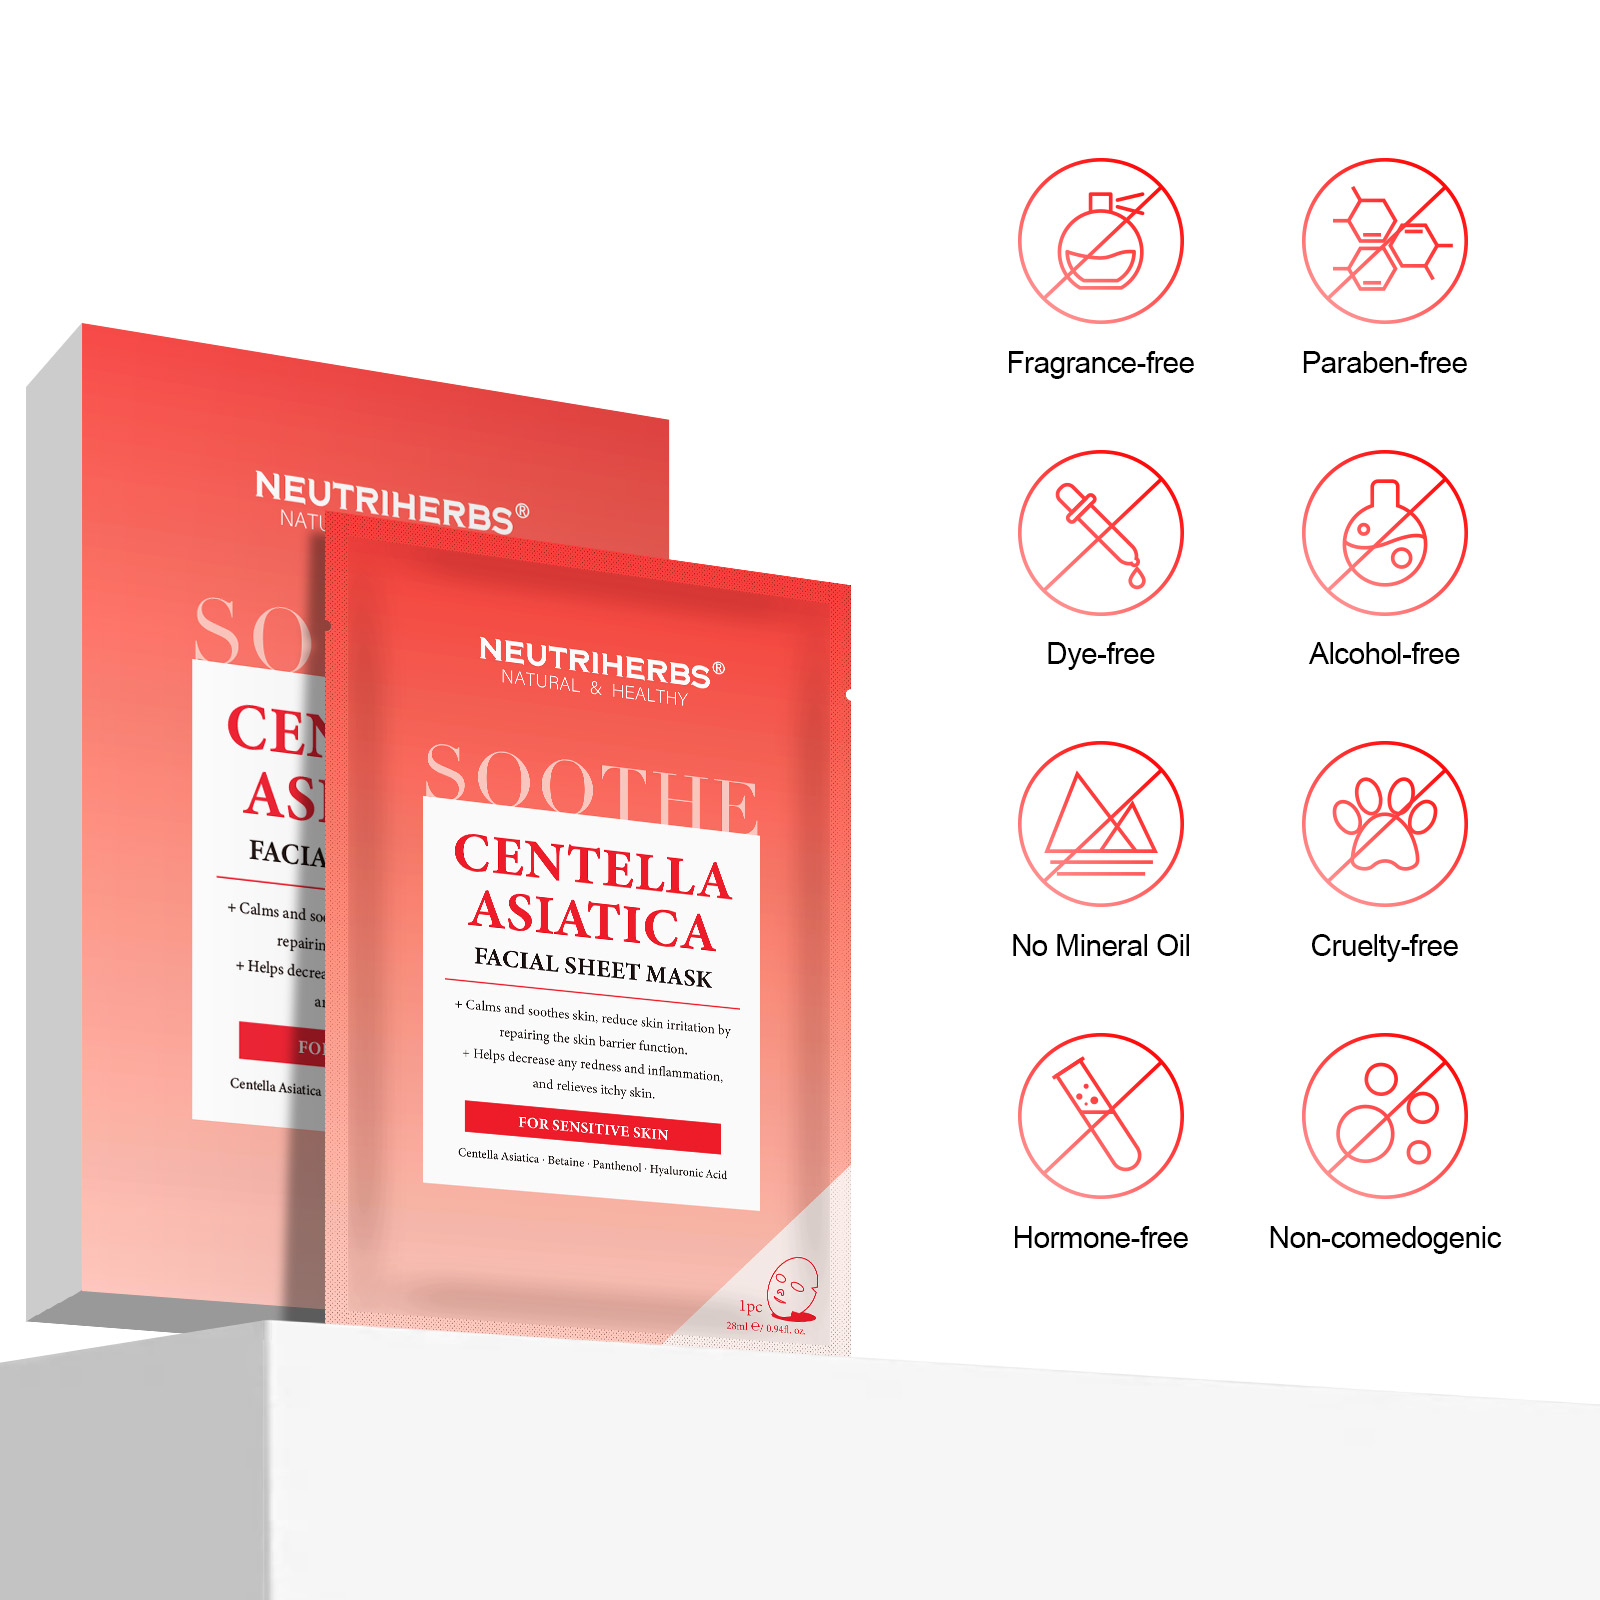 NEUTRIHERBS®
NATU
SO
CEN
ASI
FACIA
+ Calms and soo
repairin
+ Helps decrea
an
FOR
Centella Asiatica
NEUTRIHERBS®
NATURAL & HEALTHY
SOOTHE
CENTELLA
ASIATICA
FACIAL SHEET MASK
+ Calms and soothes skin, reduce skin irritation by
repairing the skin barrier function.
+ Helps decrease any redness and inflammation,
and relieves itchy skin.
FOR SENSITIVE SKIN
Centella Asiatica · Betaine · Panthenol · Hyaluronic Acid
1pc
28ml ℮/ 0.94fl. oz.
Fragrance-free
Paraben-free
Dye-free
Alcohol-free
No Mineral Oil
Cruelty-free
Hormone-free
Non-comedogenic